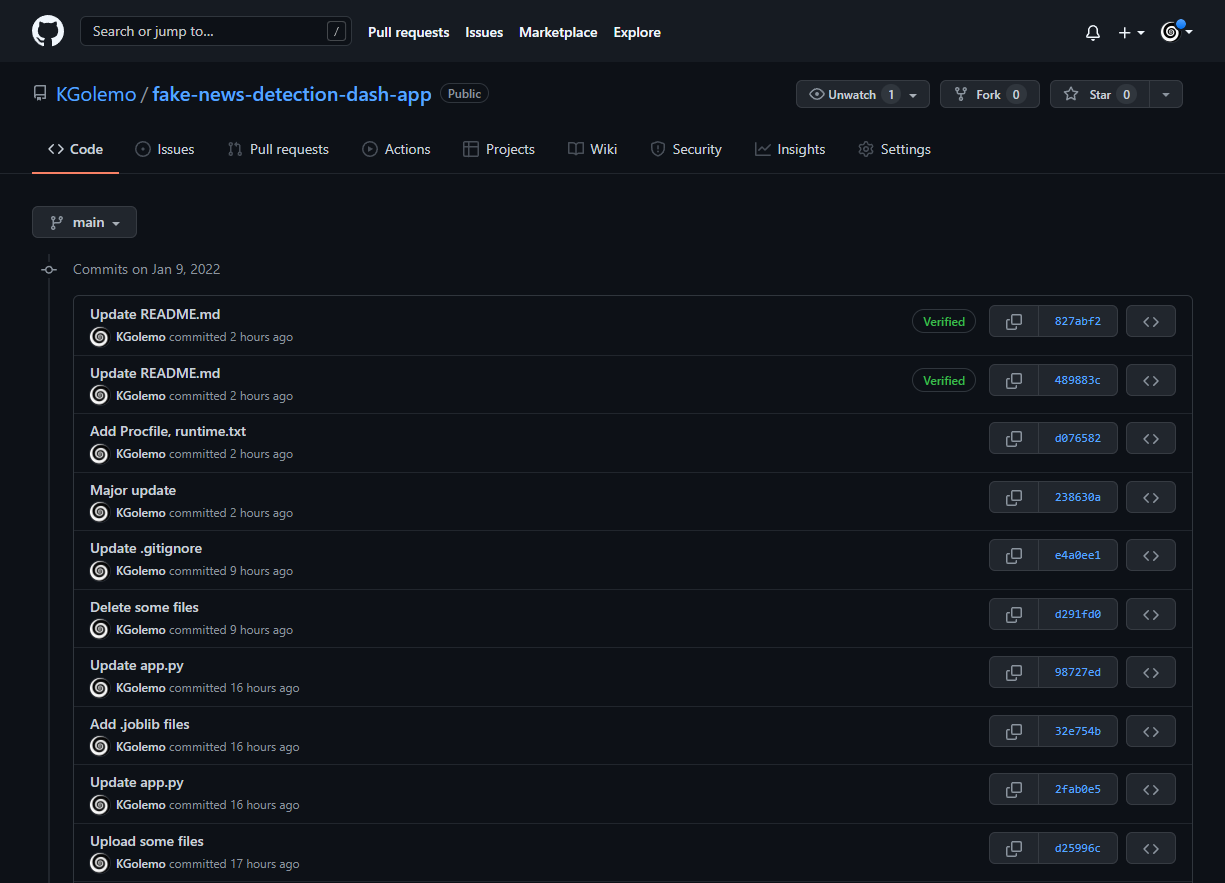 Search or jump to... /
Pull requests Issues Marketplace Explore
KGolemo / fake-news-detection-dash-app Public
Unwatch 1 Fork 0 Star 0
Code Issues Pull requests Actions Projects Wiki Security Insights Settings
main
Commits on Jan 9, 2022
Update README.md
KGolemo committed 2 hours ago
Verified 827abf2
Update README.md
KGolemo committed 2 hours ago
Verified 489883c
Add Procfile, runtime.txt
KGolemo committed 2 hours ago
d076582
Major update
KGolemo committed 2 hours ago
238630a
Update .gitignore
KGolemo committed 9 hours ago
e4a0ee1
Delete some files
KGolemo committed 9 hours ago
d291fd0
Update app.py
KGolemo committed 16 hours ago
98727ed
Add .joblib files
KGolemo committed 16 hours ago
32e754b
Update app.py
KGolemo committed 16 hours ago
2fab0e5
Upload some files
KGolemo committed 17 hours ago
d25996c